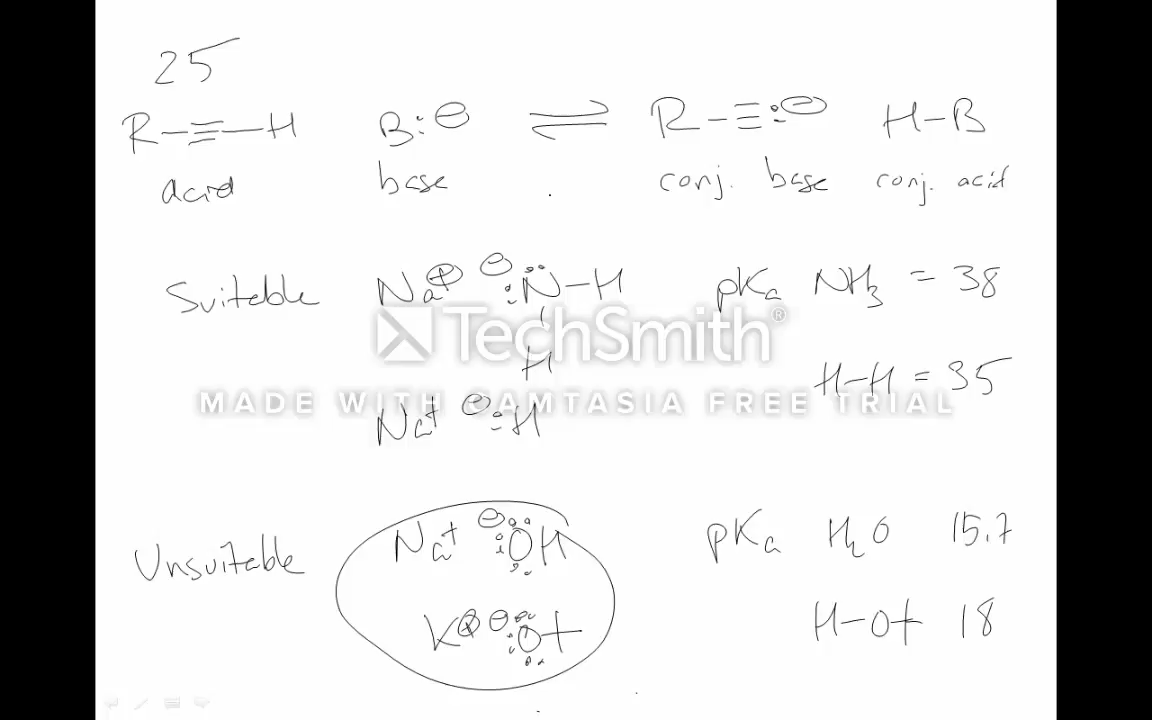 25
R-≡-H B:⊖ ⇌ R-≡:⊖ H-B
acid base conj. base conj. acid
Suitable Na⊕ ⊖:N̈-H pKa NH3 = 38
H
TechSmith®
H-H = 35
MADE WITH CAMTASIA FREE TRIAL
Na+ ⊖:H
Unsuitable Na+ ⊖:ÖH pKa H2O 15.7
K⊕ ⊖:Ö+ H-O+ 18